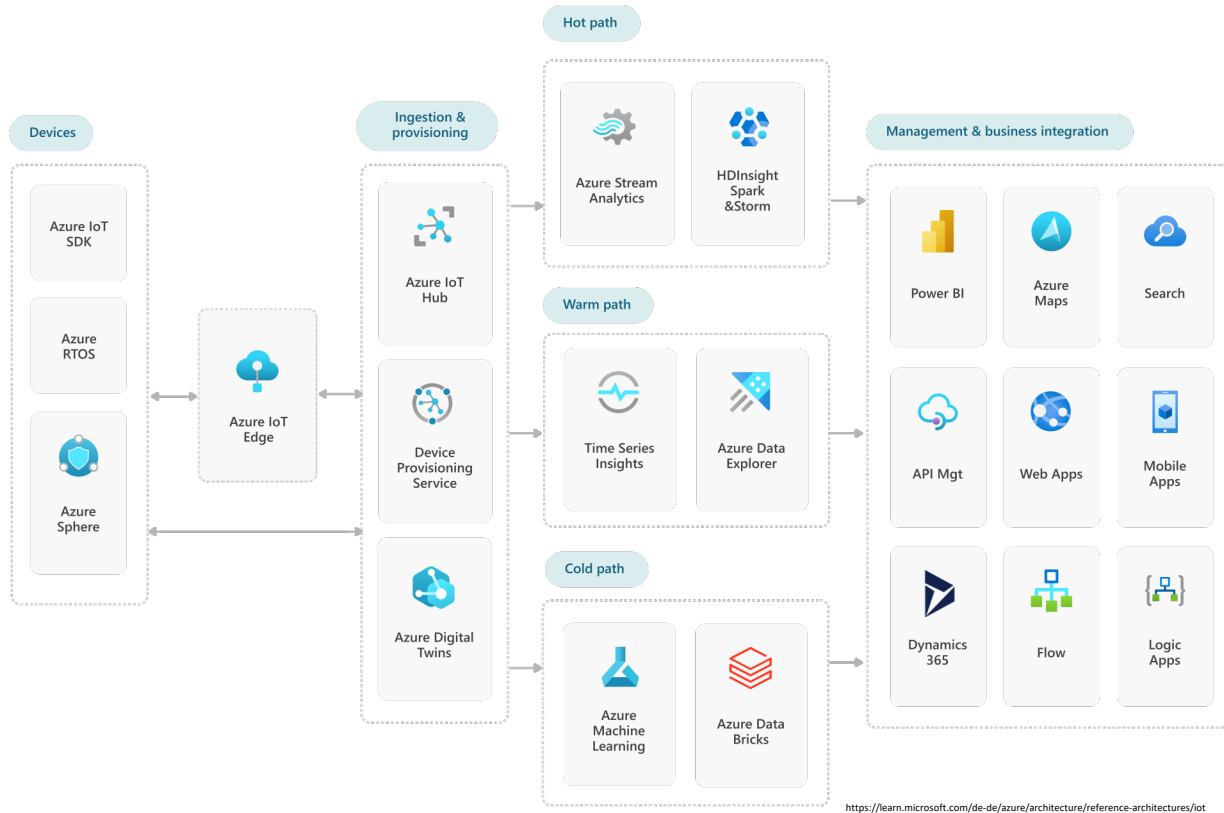 Devices
Azure IoT
SDK
Azure
RTOS
Azure
Sphere
Azure IoT
Edge
Ingestion &
provisioning
Azure IoT
Hub
Device
Provisioning
Service
Azure Digital
Twins
Hot path
Azure Stream
Analytics
HDInsight
Spark
&Storm
Warm path
Time Series
Insights
Azure Data
Explorer
Cold path
Azure
Machine
Learning
Azure Data
Bricks
Management & business integration
Power BI
Azure
Maps
Search
API Mgt
Web Apps
Mobile
Apps
Dynamics
365
Flow
Logic
Apps
https://learn.microsoft.com/de-de/azure/architecture/reference-architectures/iot